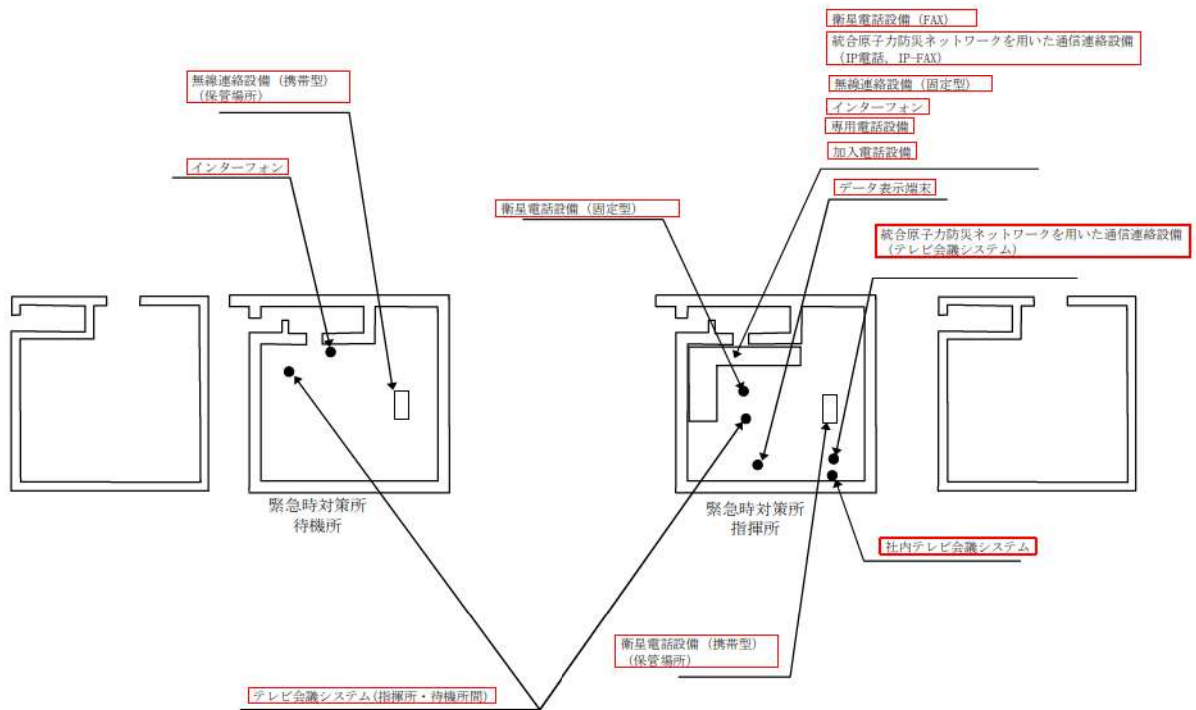 衛星電話設備（FAX）
統合原子力防災ネットワークを用いた通信連絡設備
（IP電話，IP-FAX）
無線連絡設備（固定型）
インターフォン
専用電話設備
加入電話設備
データ表示端末
統合原子力防災ネットワークを用いた通信連絡設備
（テレビ会議システム）
無線連絡設備（携帯型）
（保管場所）
インターフォン
衛星電話設備（固定型）
緊急時対策所
待機所
緊急時対策所
指揮所
社内テレビ会議システム
衛星電話設備（携帯型）
（保管場所）
テレビ会議システム(指揮所・待機所間)